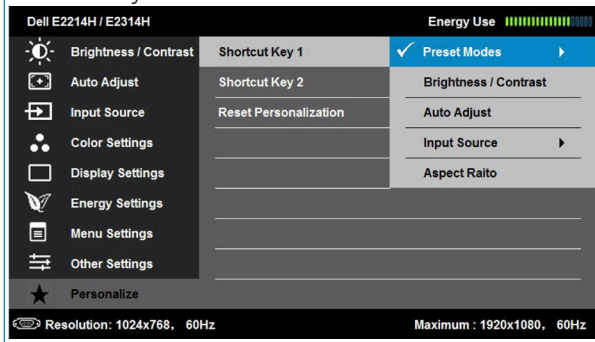 Dell E2214H / E2314H
Energy Use
Brightness / Contrast
Auto Adjust
Input Source
Color Settings
Display Settings
Energy Settings
Menu Settings
Other Settings
Personalize
Shortcut Key 1
Shortcut Key 2
Reset Personalization
Preset Modes
Brightness / Contrast
Auto Adjust
Input Source
Aspect Raito
Resolution: 1024x768, 60Hz
Maximum : 1920x1080, 60Hz